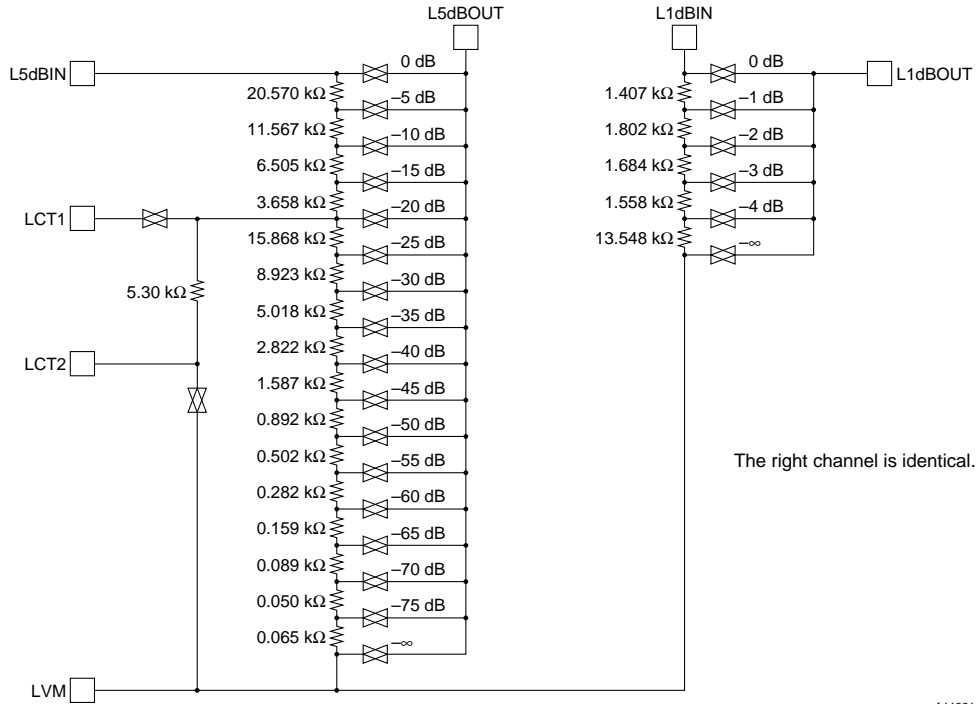 L5dBOUT
L1dBIN
L5dBIN
0 dB
0 dB
L1dBOUT
20.570 kΩ
–5 dB
1.407 kΩ
–1 dB
11.567 kΩ
–10 dB
1.802 kΩ
–2 dB
6.505 kΩ
–15 dB
1.684 kΩ
–3 dB
3.658 kΩ
–20 dB
1.558 kΩ
–4 dB
LCT1
15.868 kΩ
–25 dB
13.548 kΩ
–∞
8.923 kΩ
–30 dB
5.30 kΩ
5.018 kΩ
–35 dB
2.822 kΩ
–40 dB
LCT2
1.587 kΩ
–45 dB
0.892 kΩ
–50 dB
0.502 kΩ
–55 dB
The right channel is identical.
0.282 kΩ
–60 dB
0.159 kΩ
–65 dB
0.089 kΩ
–70 dB
0.050 kΩ
–75 dB
0.065 kΩ
–∞
LVM